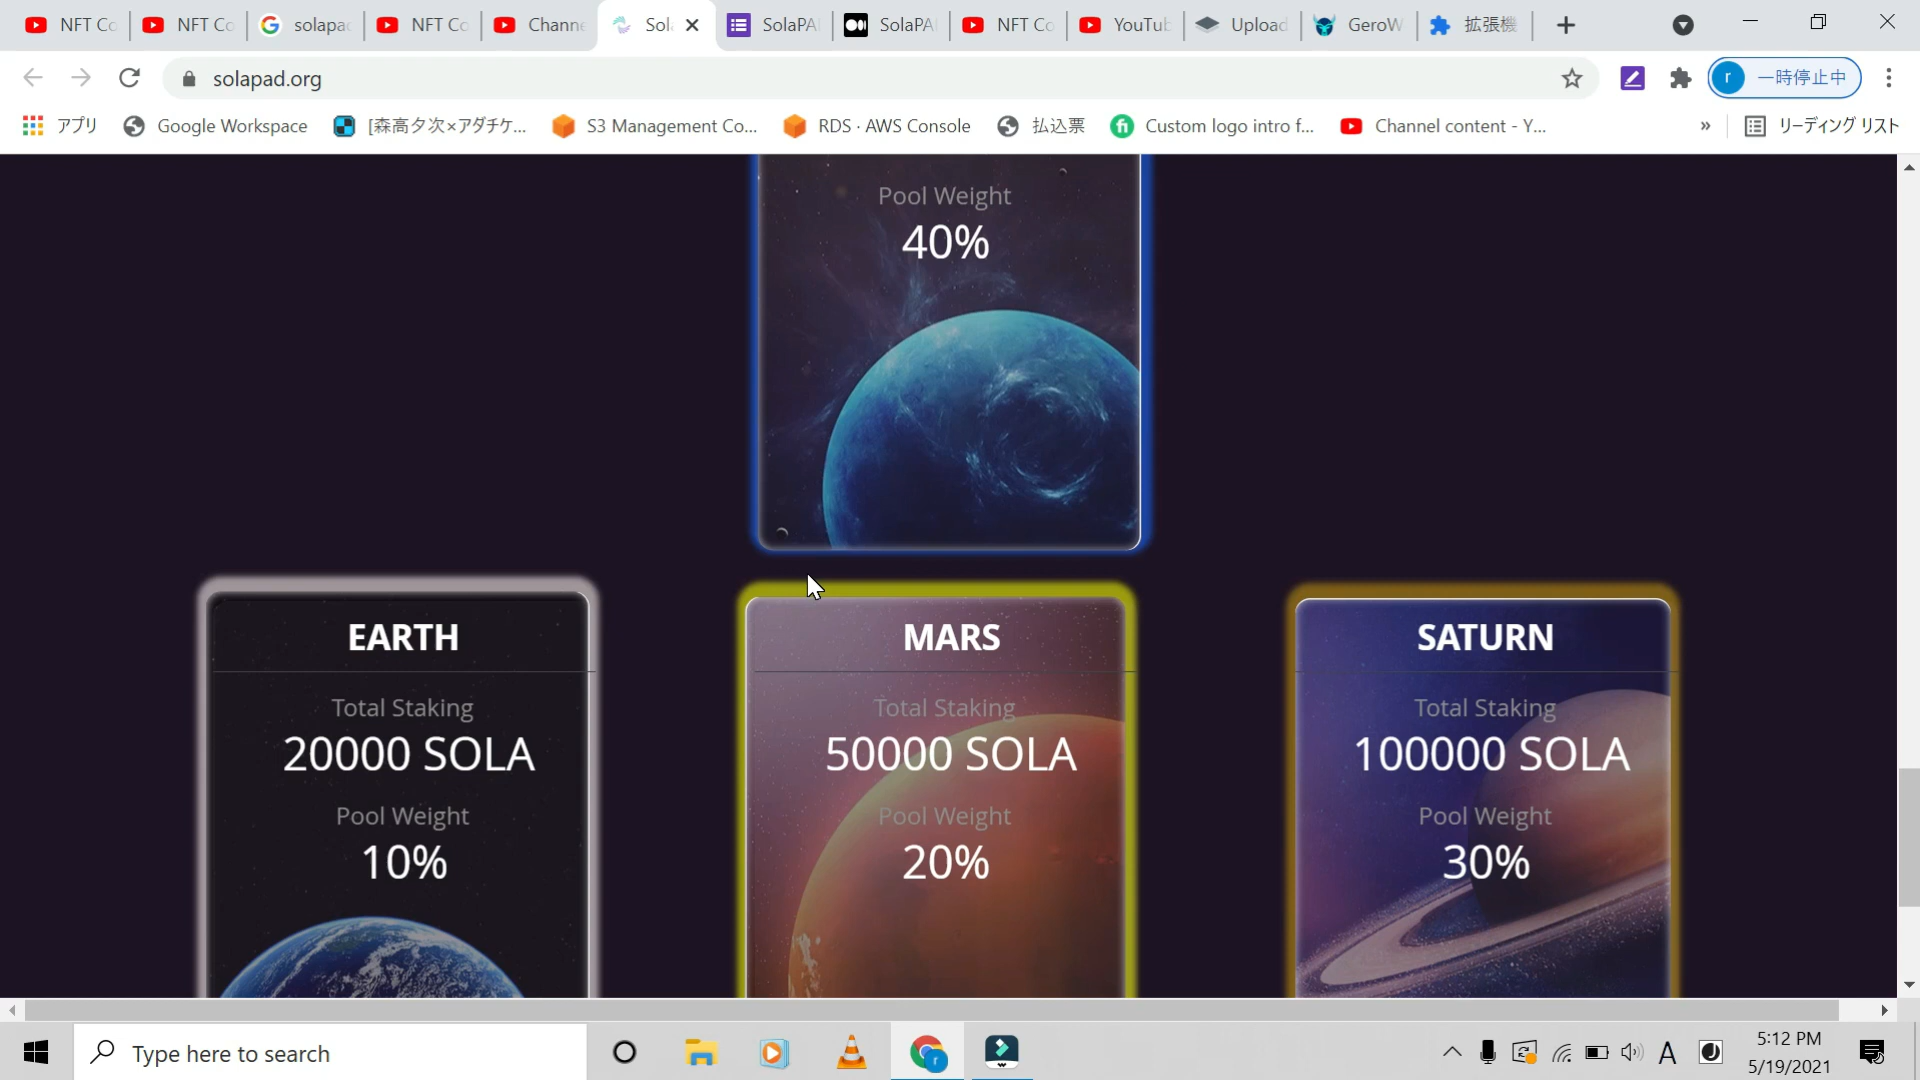 NFT Co
NFT Co
solapad
NFT Co
Channe
Sol
SolaPA
SolaPA
NFT Co
YouTub
Upload
GeroW
拡張機
solapad.org
r
一時停止中
アプリ
Google Workspace
[森高夕次×アダチケ...
S3 Management Co...
RDS · AWS Console
払込票
Custom logo intro f...
Channel content - Y...
»
リーディング リスト
Pool Weight
40%
EARTH
Total Staking
20000 SOLA
Pool Weight
10%
MARS
Total Staking
50000 SOLA
Pool Weight
20%
SATURN
Total Staking
100000 SOLA
Pool Weight
30%
Type here to search
A
5:12 PM
5/19/2021